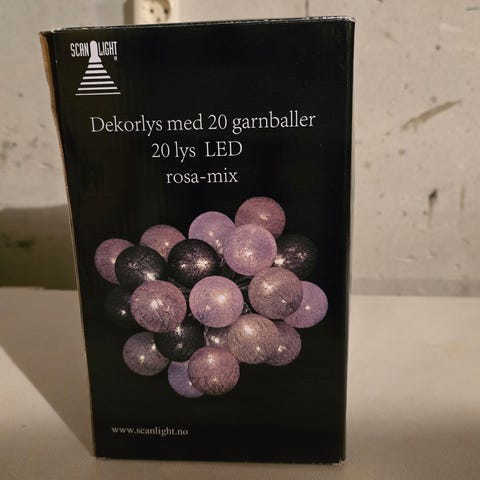 SCAN LIGHT
R
Dekorlys med 20 garnballer
20 lys LED
rosa-mix
www.scanlight.no